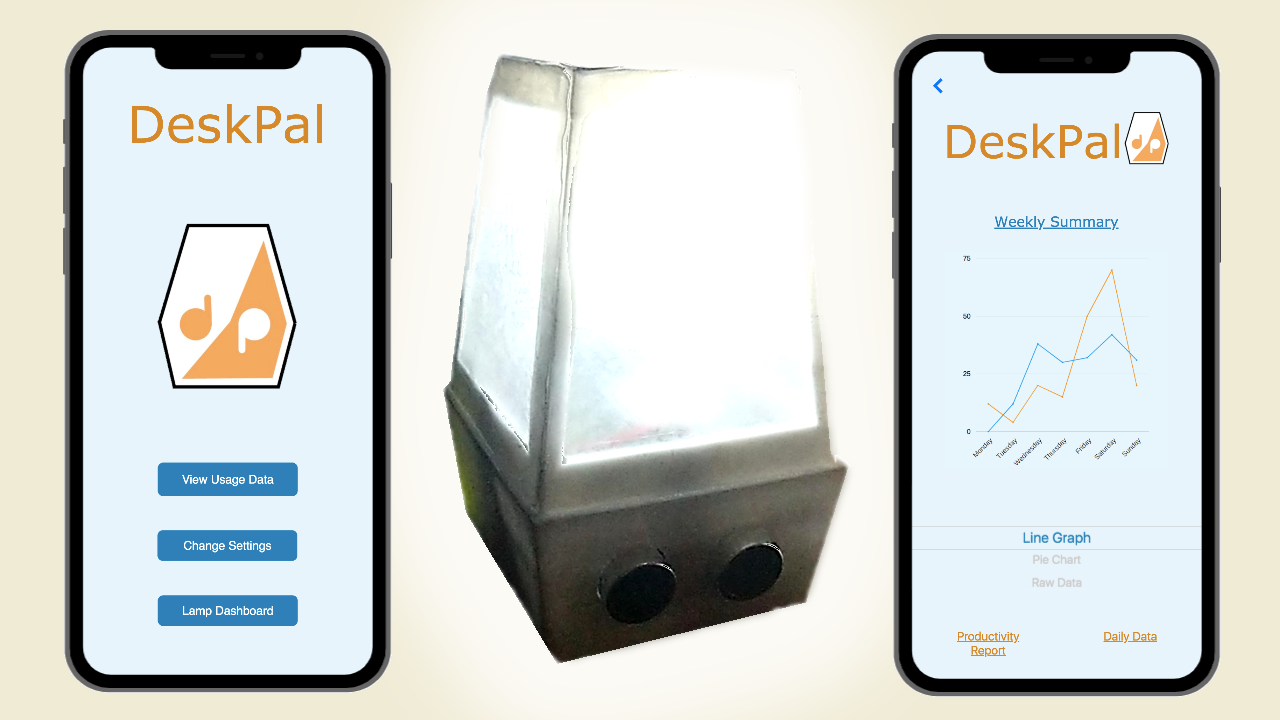 DeskPal
dp
View Usage Data
Change Settings
Lamp Dashboard
DeskPal dp
Weekly Summary
75
50
25
0
Monday
Tuesday
Wednesday
Thursday
Friday
Saturday
Sunday
Line Graph
Pie Chart
Raw Data
Productivity
Report
Daily Data